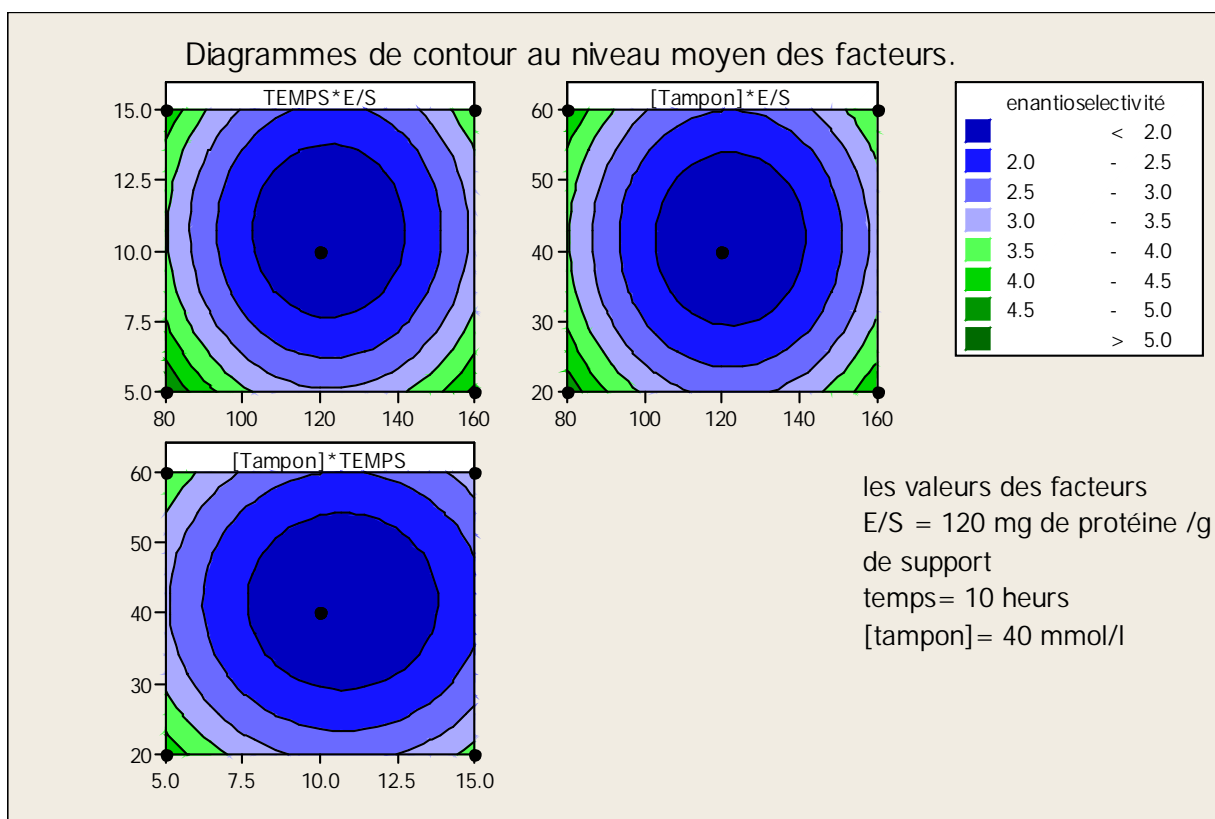 Diagrammes de contour au niveau moyen des facteurs.
TEMPS*E/S
15.0
12.5
10.0
7.5
5.0
80 100 120 140 160
[Tampon]*E/S
60
50
40
30
20
80 100 120 140 160
enantioselectivité
< 2.0
2.0 - 2.5
2.5 - 3.0
3.0 - 3.5
3.5 - 4.0
4.0 - 4.5
4.5 - 5.0
> 5.0
[Tampon]*TEMPS
60
50
40
30
20
5.0 7.5 10.0 12.5 15.0
les valeurs des facteurs
E/S = 120 mg de protéine /g
de support
temps= 10 heurs
[tampon]= 40 mmol/l